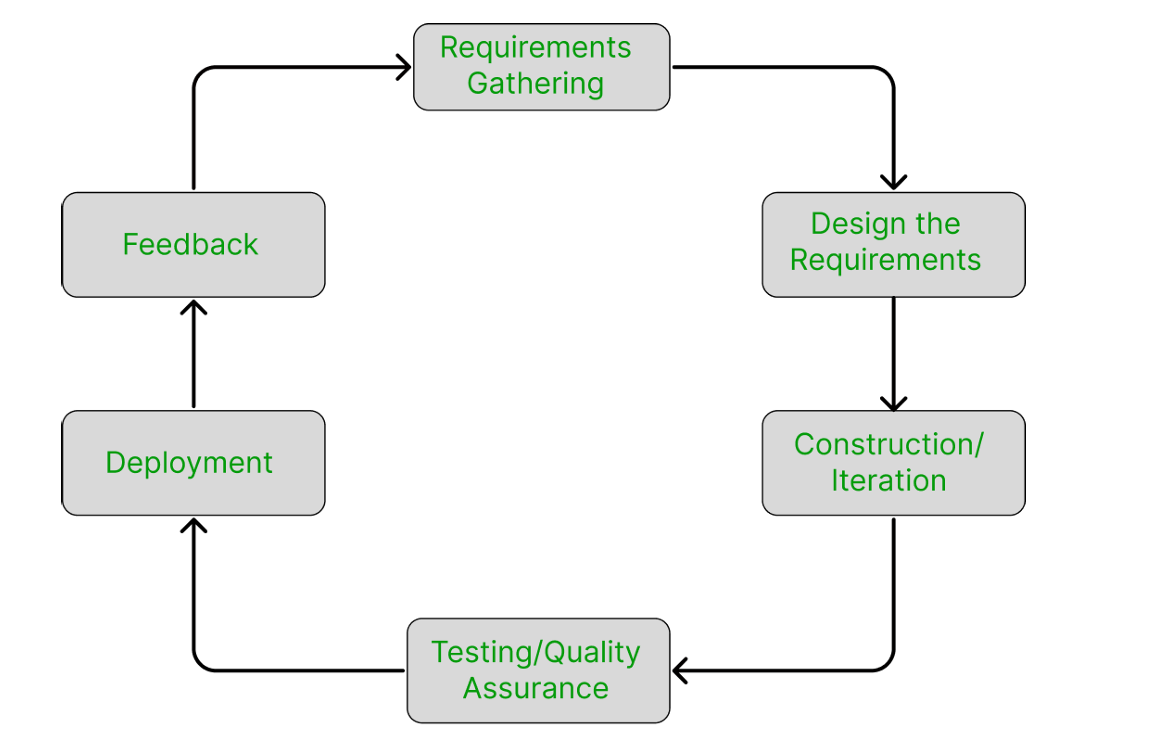 Requirements
Gathering
Design the
Requirements
Construction/
Iteration
Testing/Quality
Assurance
Deployment
Feedback